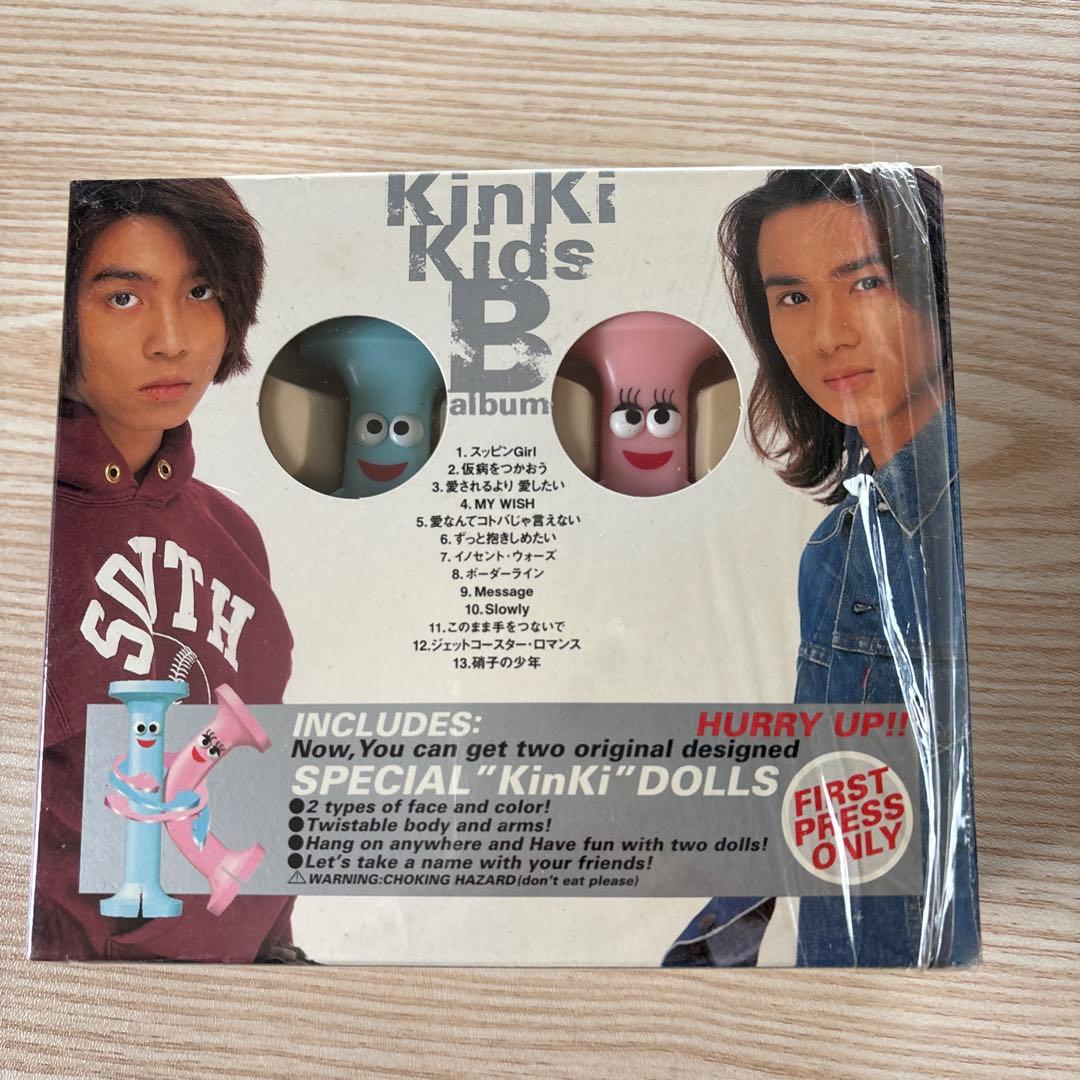 KinKi
Kids
B
album
1. スッピンGirl
2. 仮病をつかおう
3. 愛されるより 愛したい
4. MY WISH
5. 愛なんてコトバじゃ言えない
6. ずっと抱きしめたい
7. イノセント・ウォーズ
8. ボーダーライン
9. Message
10. Slowly
11. このまま手をつないで
12. ジェットコースター・ロマンス
13. 硝子の少年
SOUTH
INCLUDES:
HURRY UP!!
Now, You can get two original designed
SPECIAL "KinKi" DOLLS
FIRST
PRESS
ONLY
●2 types of face and color!
●Twistable body and arms!
●Hang on anywhere and Have fun with two dolls!
●Let's take a name with your friends!
⚠WARNING:CHOKING HAZARD(don't eat please)